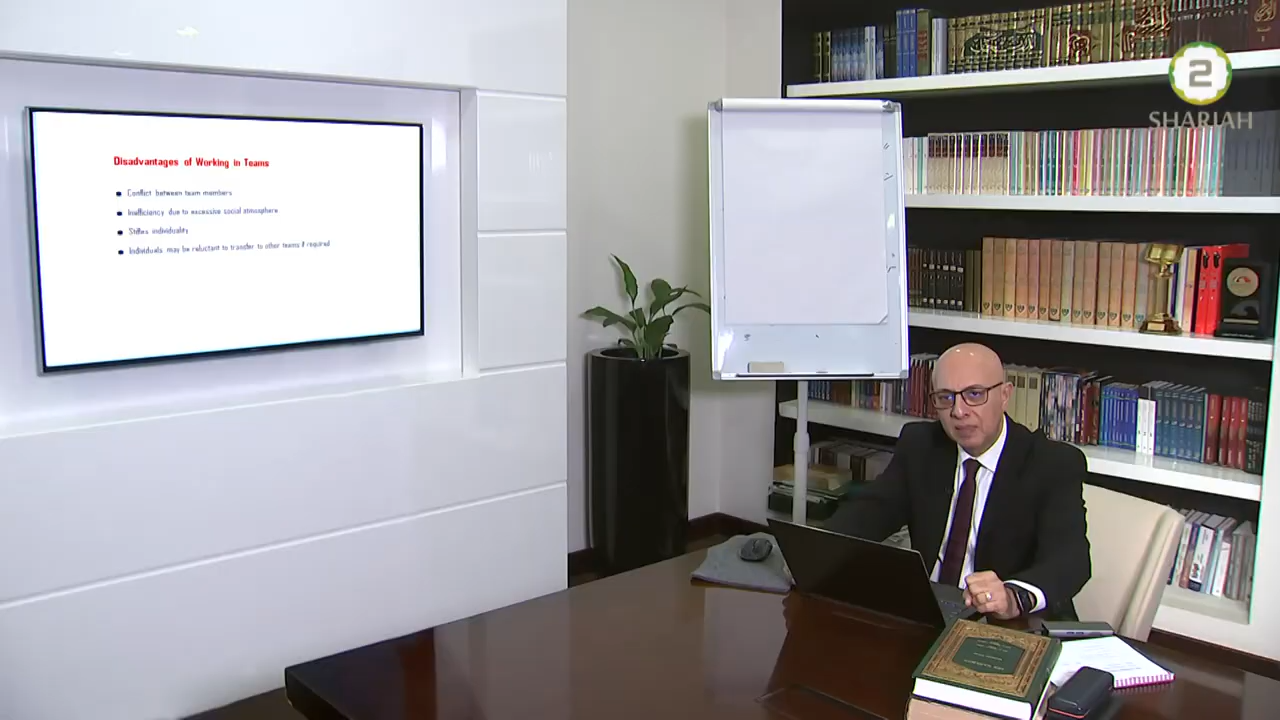 Disadvantages of Working in Teams
Conflict between team members
Inefficiency due to excessive social atmosphere
Stifles individuality
Individuals may be reluctant to transfer to other teams if required
2
SHARIAH